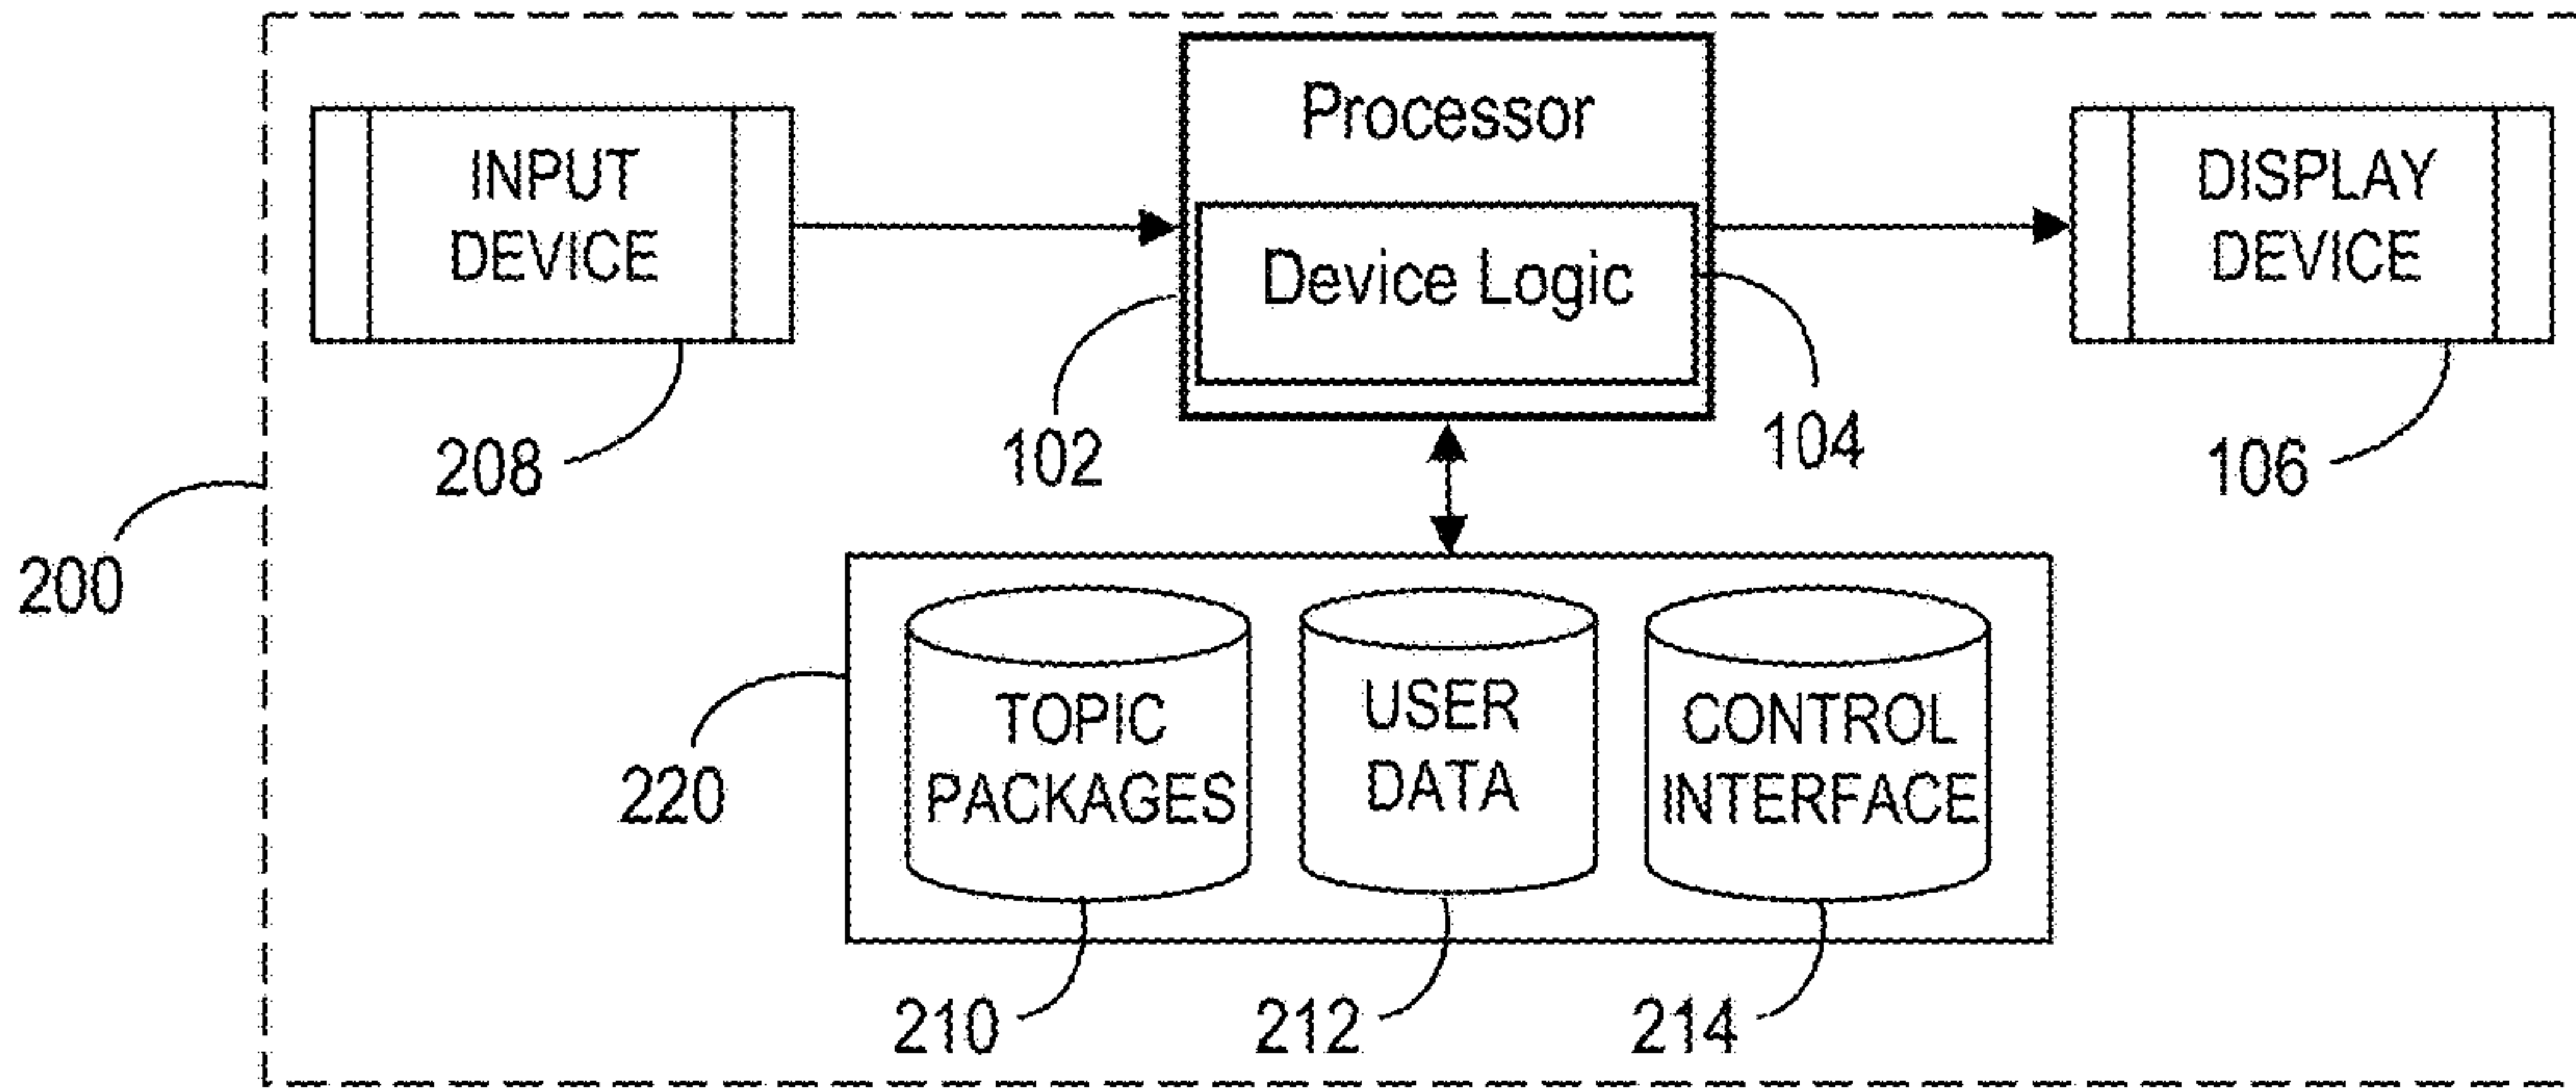 INPUT
DEVICE
208
Processor
Device Logic
102
104
DISPLAY
DEVICE
106
200
220
TOPIC
PACKAGES
USER
DATA
CONTROL
INTERFACE
210
212
214